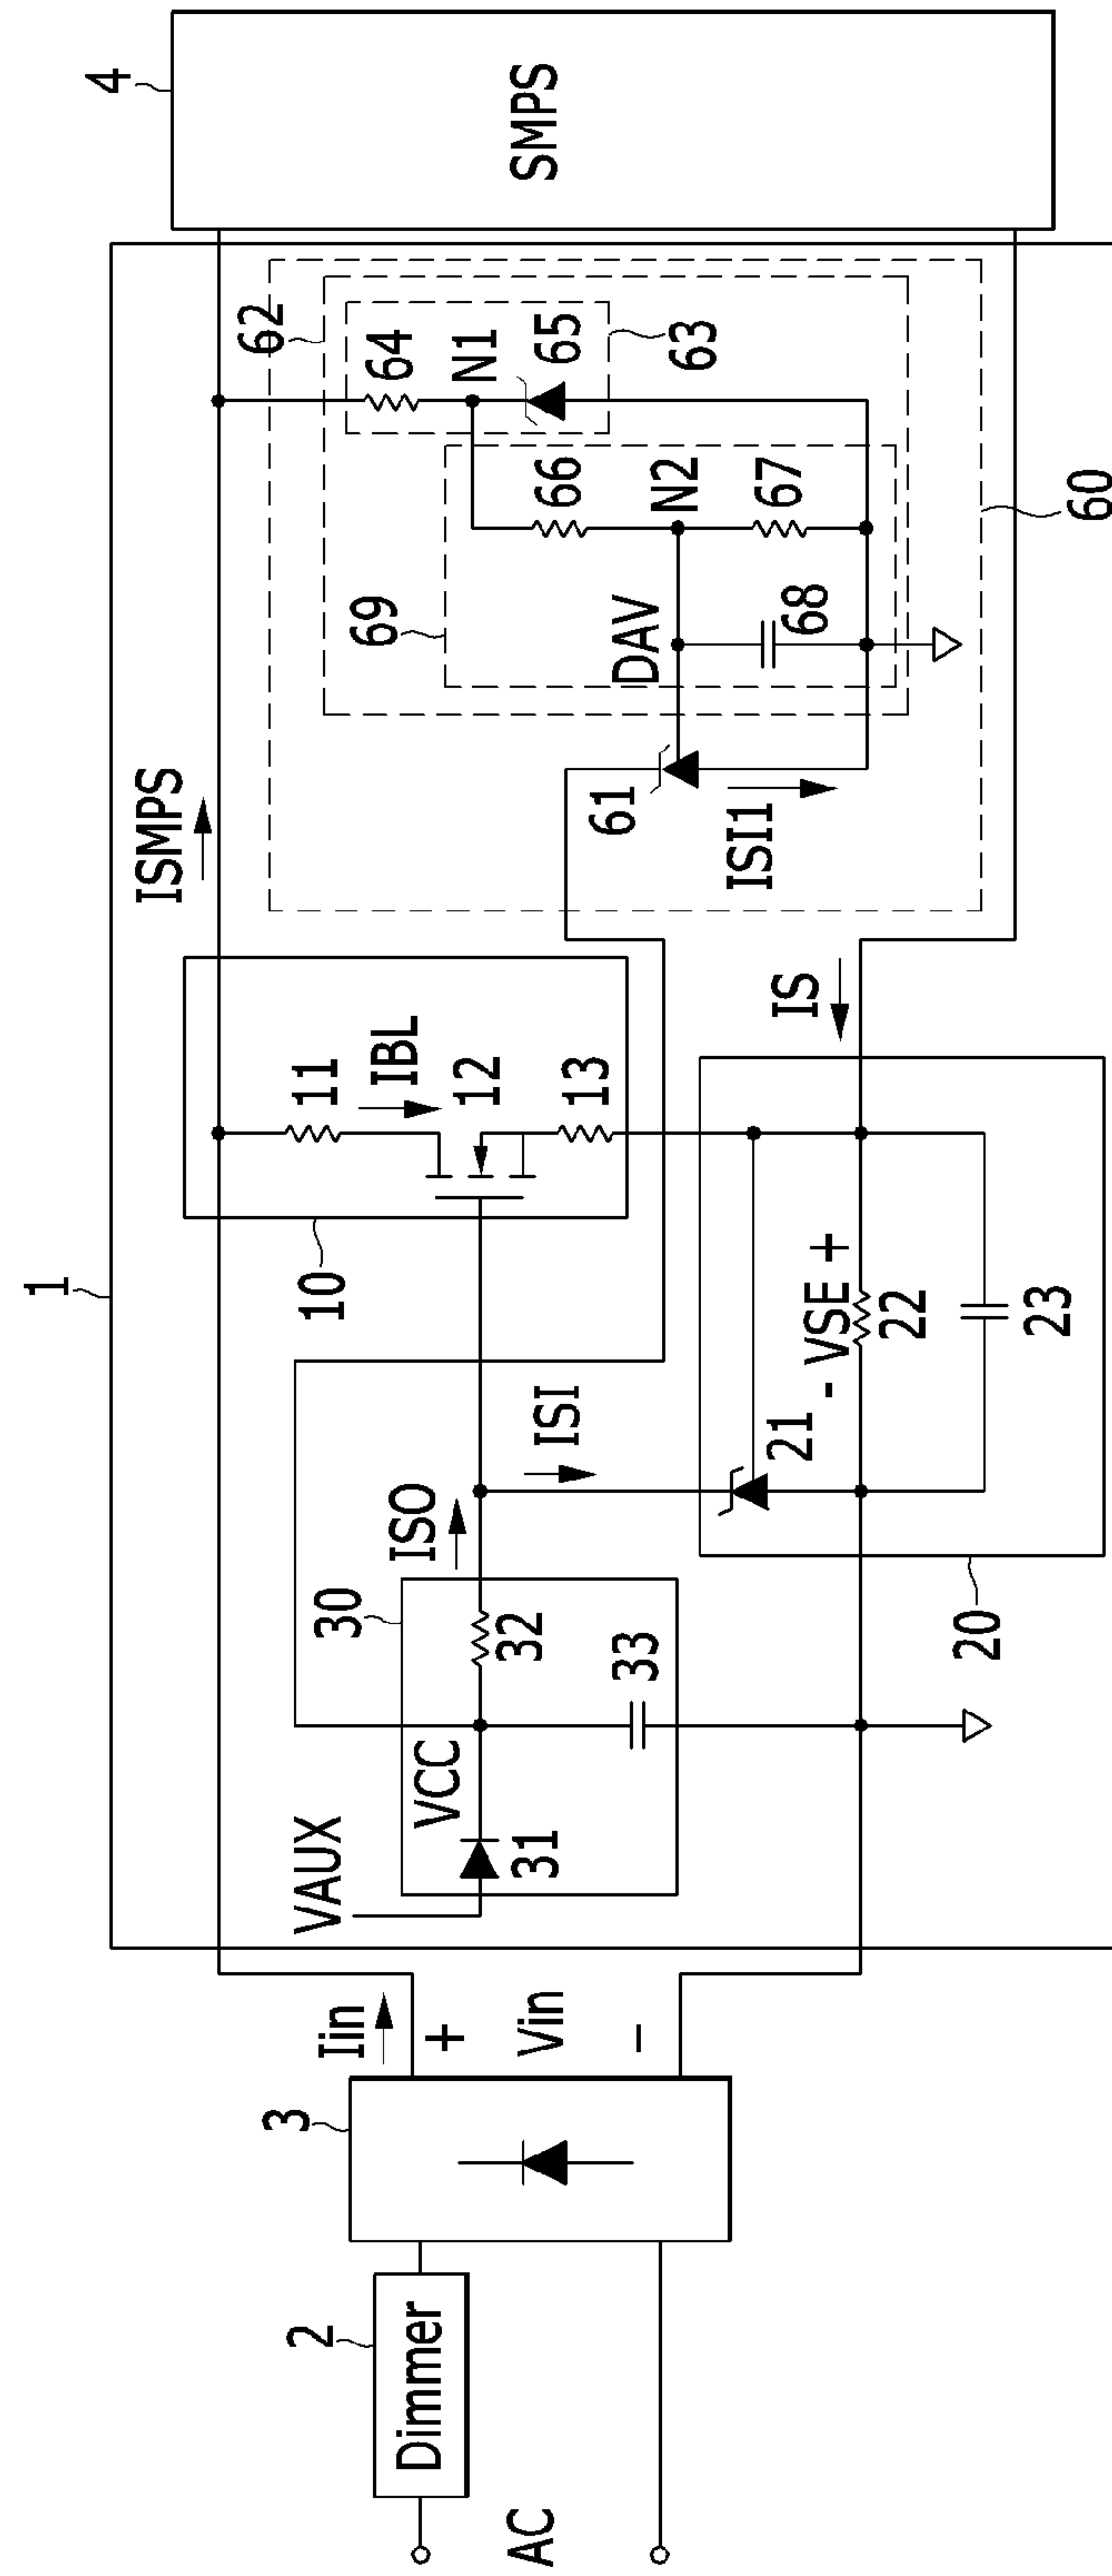 1
4
SMPS
ISMPS
62
64
N1
65
63
69
66
N2
67
DAV
68
61
ISI1
60
10
11
IBL
12
13
IS
30
ISO
ISI
VAUX
VCC
31
32
33
21
- VSE +
22
23
20
Iin
+
Vin
-
3
2
Dimmer
AC